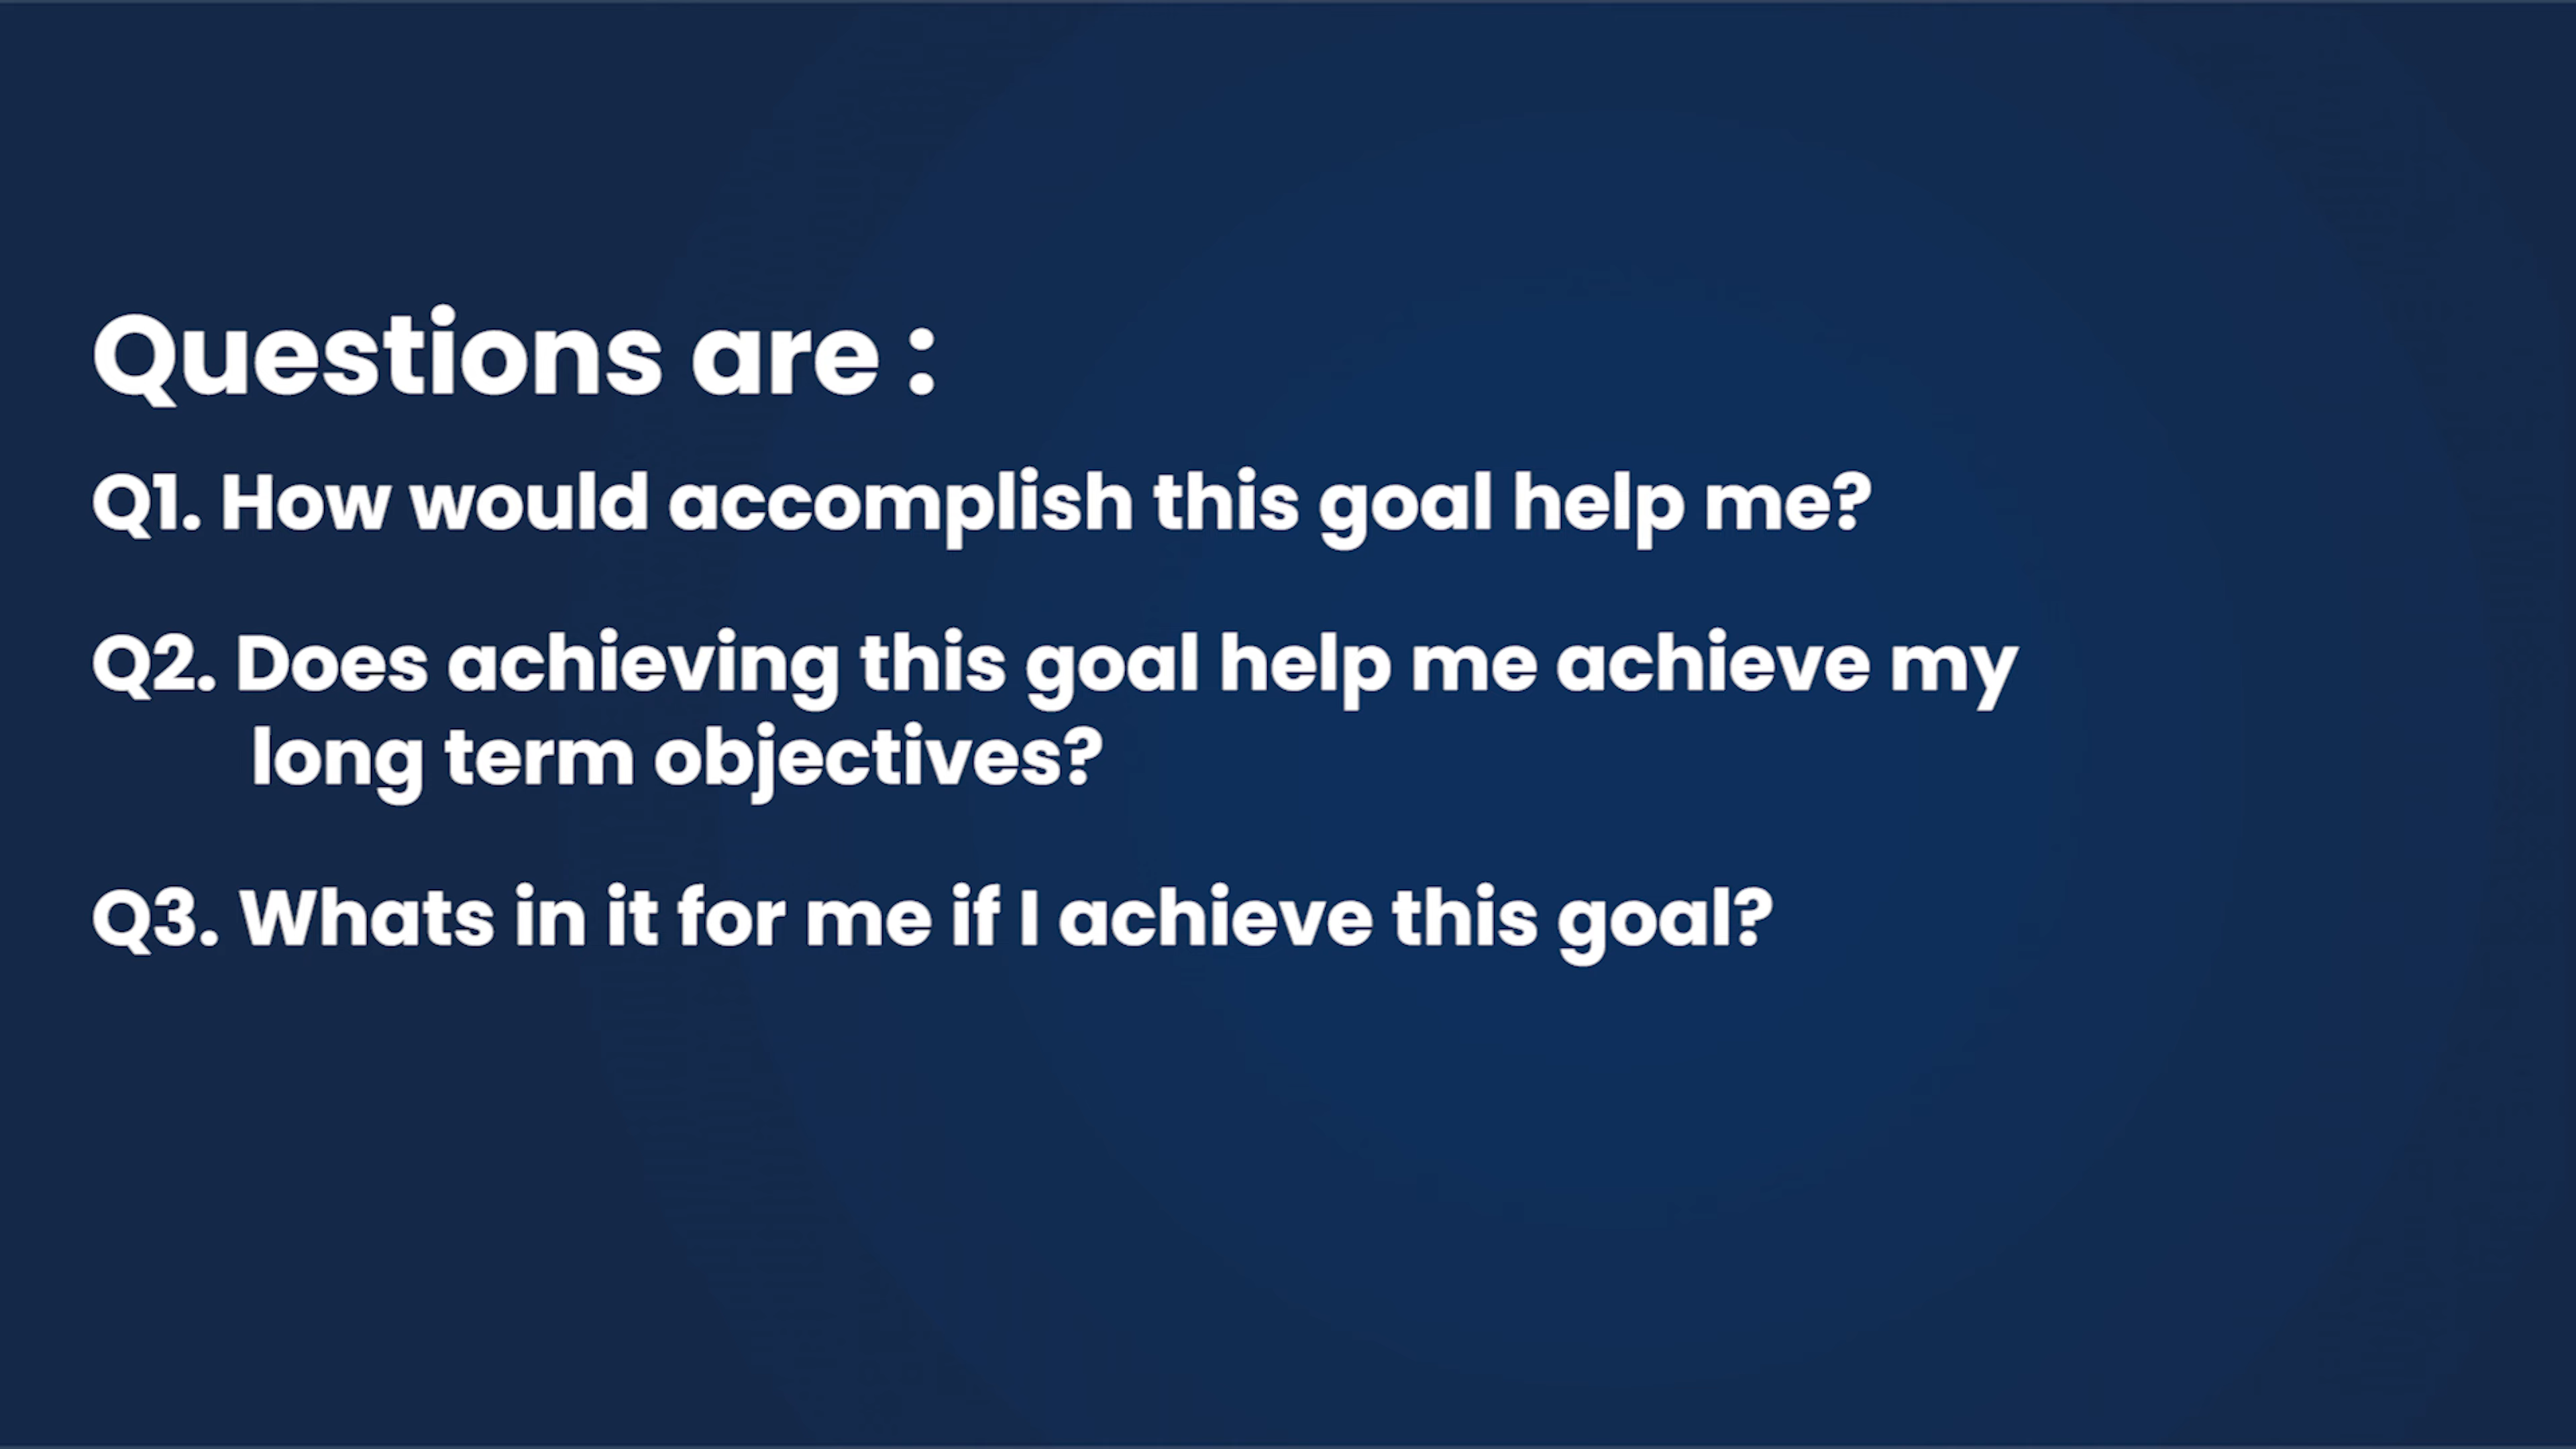 Questions are :
Q1. How would accomplish this goal help me?
Q2. Does achieving this goal help me achieve my
long term objectives?
Q3. Whats in it for me if I achieve this goal?